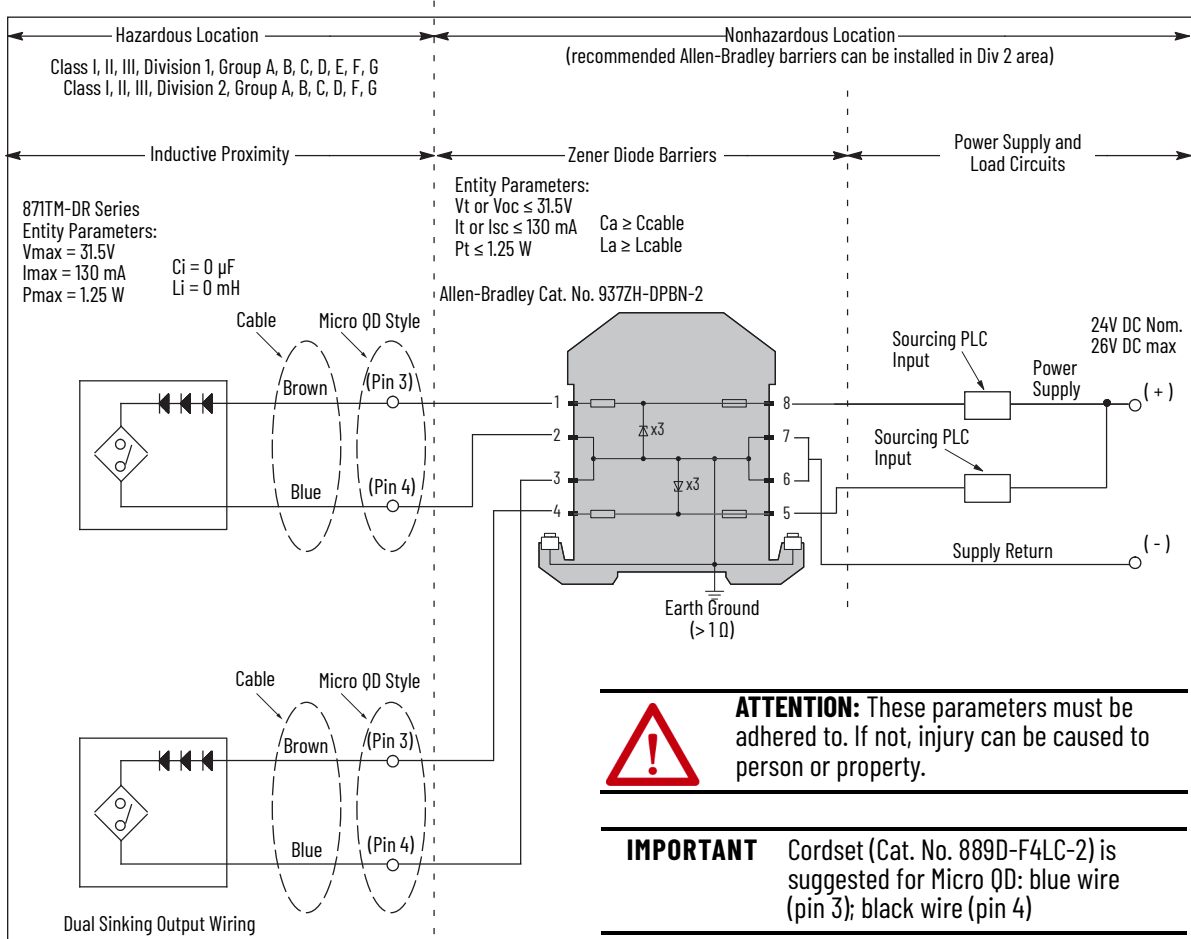 Hazardous Location
Nonhazardous Location
(recommended Allen-Bradley barriers can be installed in Div 2 area)
Class I, II, III, Division 1, Group A, B, C, D, E, F, G
Class I, II, III, Division 2, Group A, B, C, D, F, G
Inductive Proximity
Zener Diode Barriers
Power Supply and
Load Circuits
871TM-DR Series
Entity Parameters:
Vmax = 31.5V
Imax = 130 mA
Pmax = 1.25 W
Ci = 0 µF
Li = 0 mH
Entity Parameters:
Vt or Voc ≤ 31.5V
It or Isc ≤ 130 mA
Pt ≤ 1.25 W
Ca ≥ Ccable
La ≥ Lcable
Allen-Bradley Cat. No. 937ZH-DPBN-2
Cable
Micro QD Style
Brown
(Pin 3)
Blue
(Pin 4)
1
2
3
4
x3
x3
8
7
6
5
Earth Ground
(> 1 Ω)
Sourcing PLC
Input
Power
Supply
24V DC Nom.
26V DC max
( + )
Sourcing PLC
Input
Supply Return
( - )
Cable
Micro QD Style
Brown
(Pin 3)
Blue
(Pin 4)
Dual Sinking Output Wiring
!
ATTENTION: These parameters must be
adhered to. If not, injury can be caused to
person or property.
IMPORTANT Cordset (Cat. No. 889D-F4LC-2) is
suggested for Micro QD: blue wire
(pin 3); black wire (pin 4)